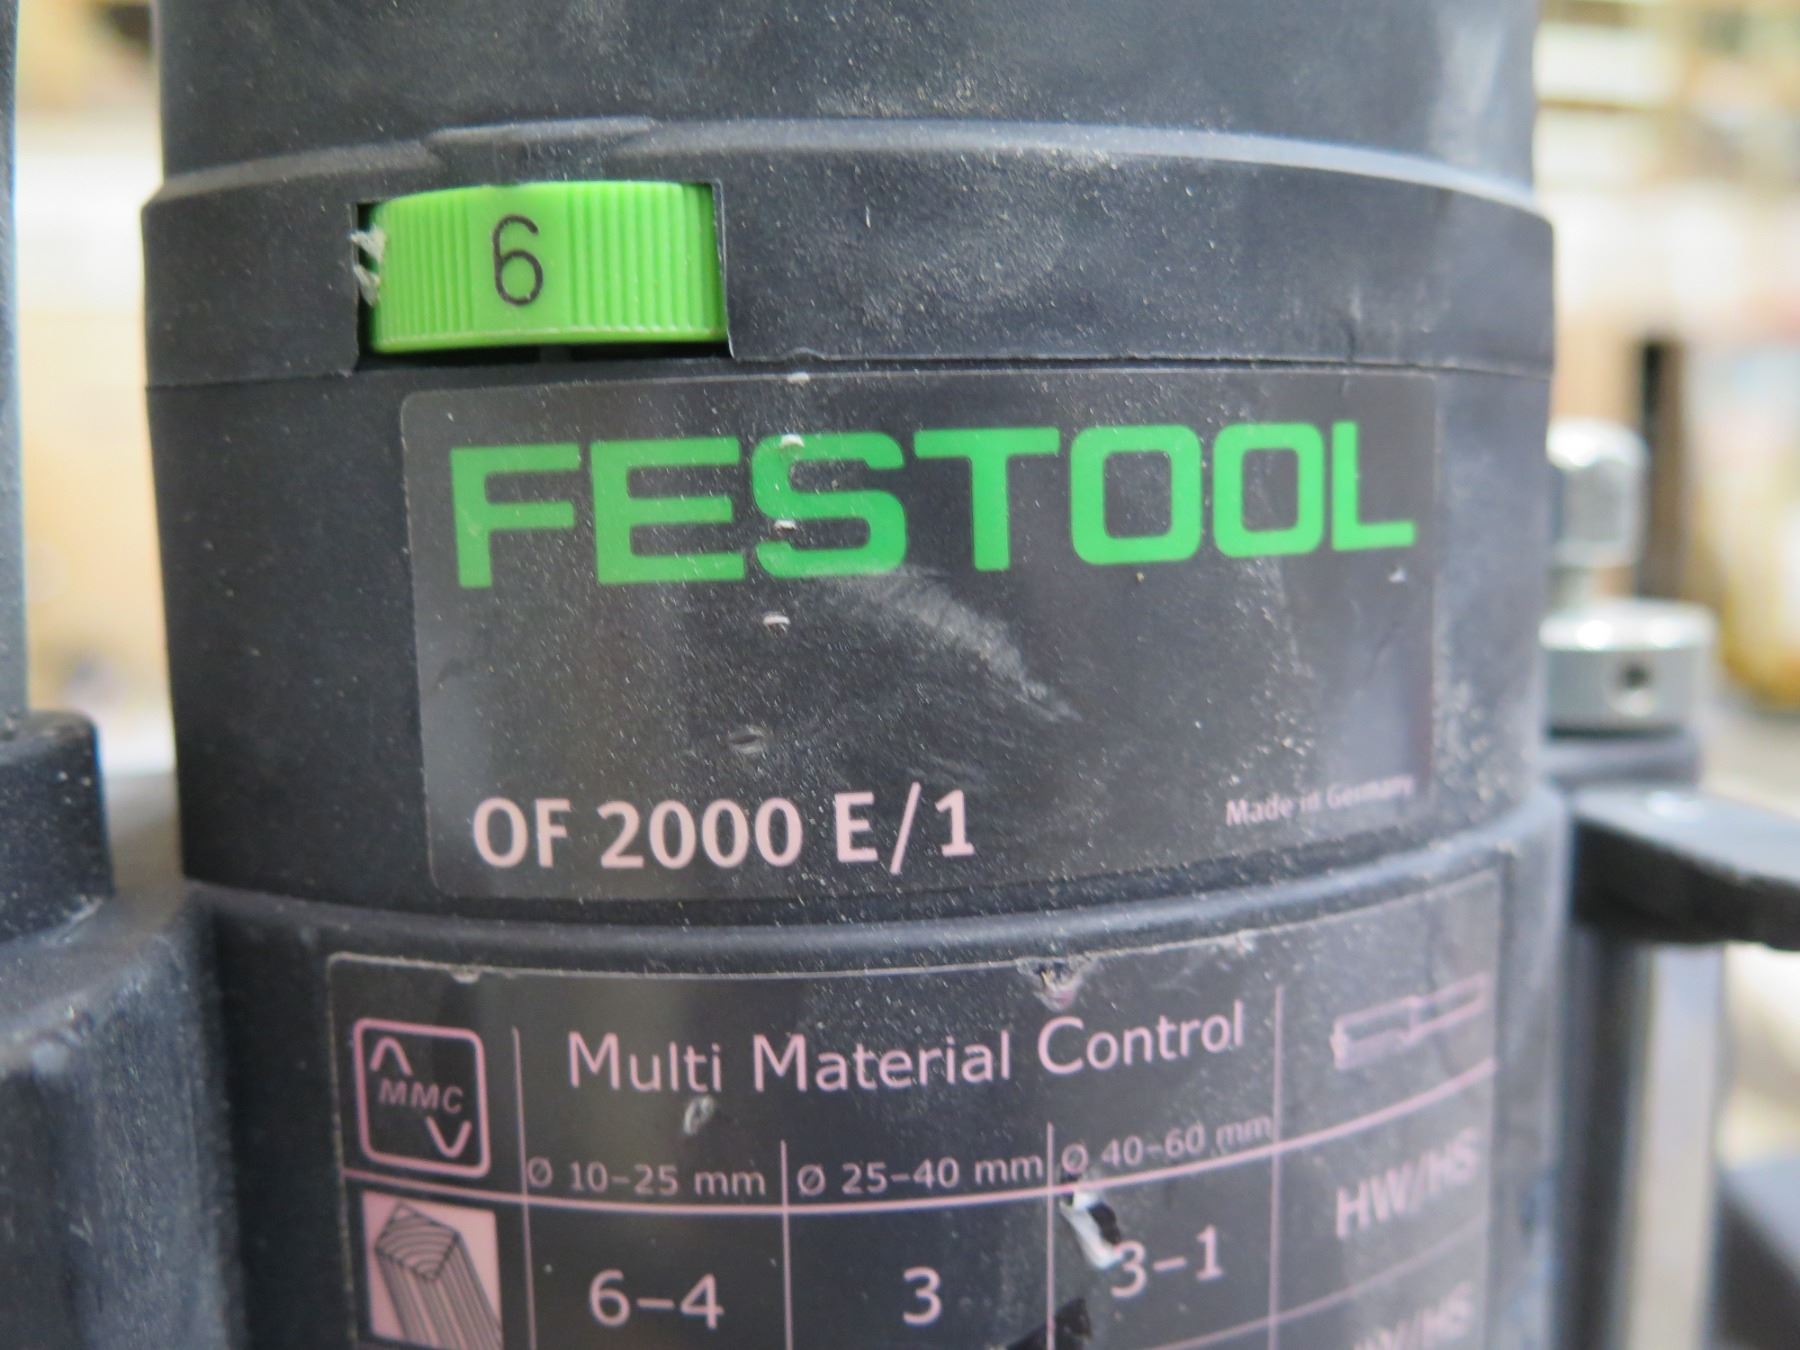 6
FESTOOL
OF 2000 E/1
Made in Germany
Multi Material Control
MMC
Ø 10-25 mm Ø 25-40 mm Ø 40-60 mm
HW/HS
6-4 3 3-1